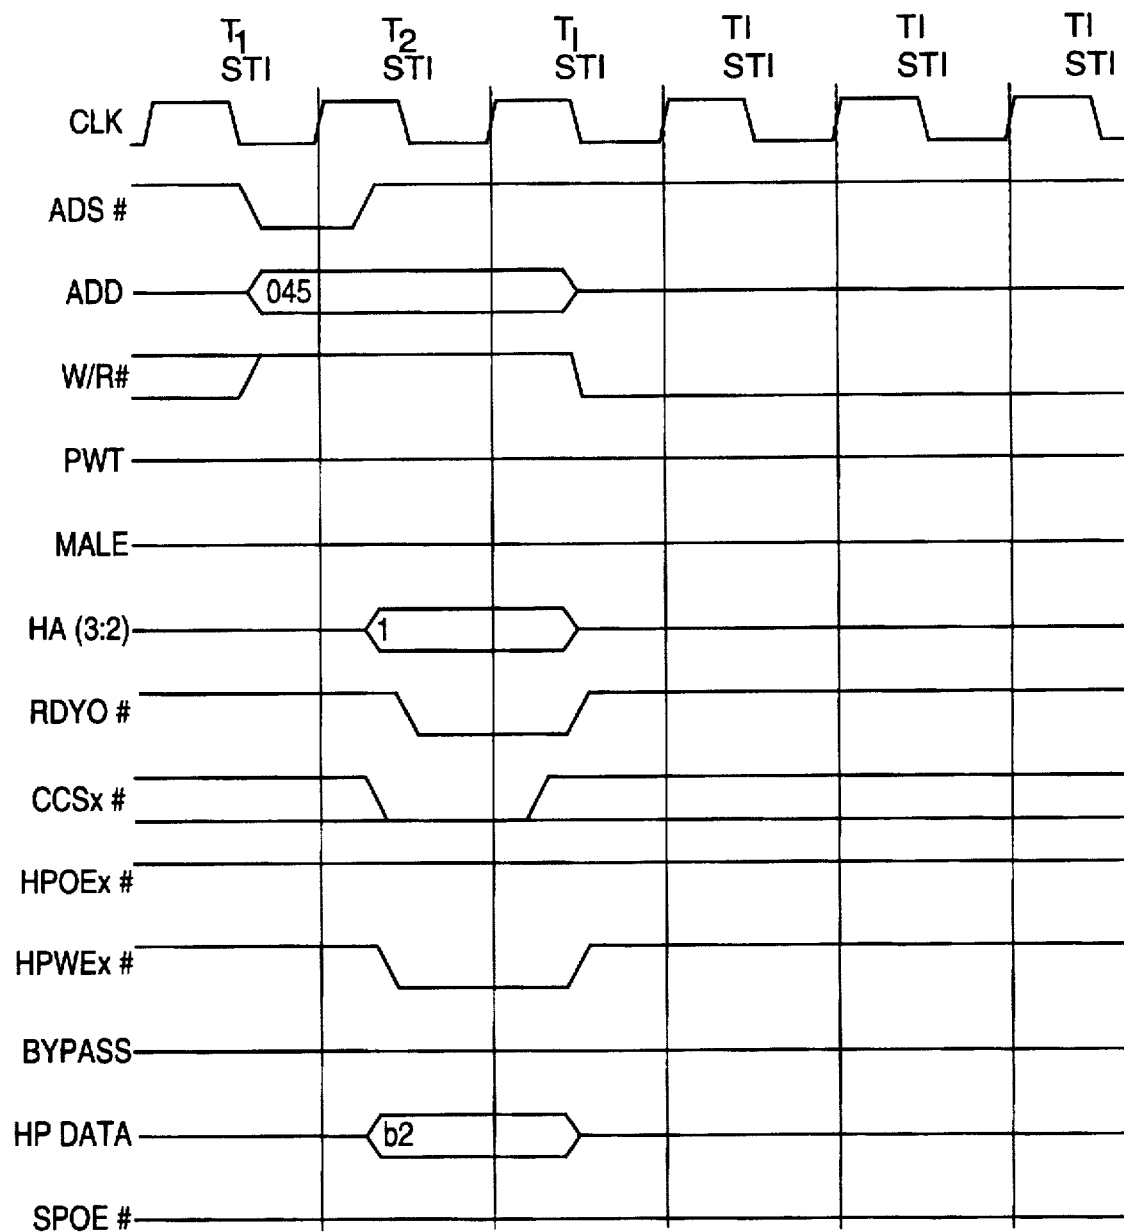 T1 T2 TI TI TI TI
STI STI STI STI STI STI
CLK
ADS #
ADD 045
W/R#
PWT
MALE
HA (3:2) 1
RDYO #
CCSx #
HPOEx #
HPWEx #
BYPASS
HP DATA b2
SPOE #